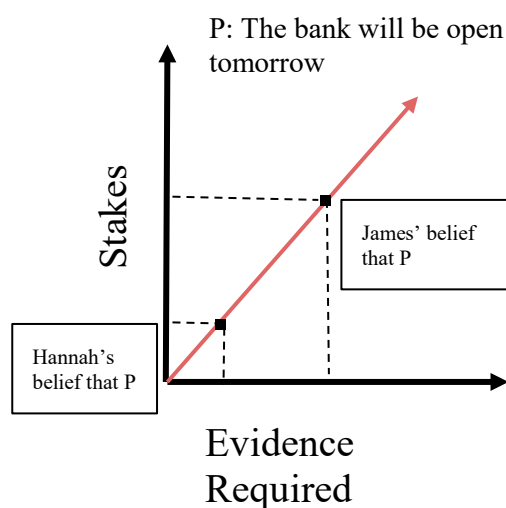 P: The bank will be open
tomorrow
Stakes
James’ belief
that P
Hannah’s
belief that P
Evidence
Required